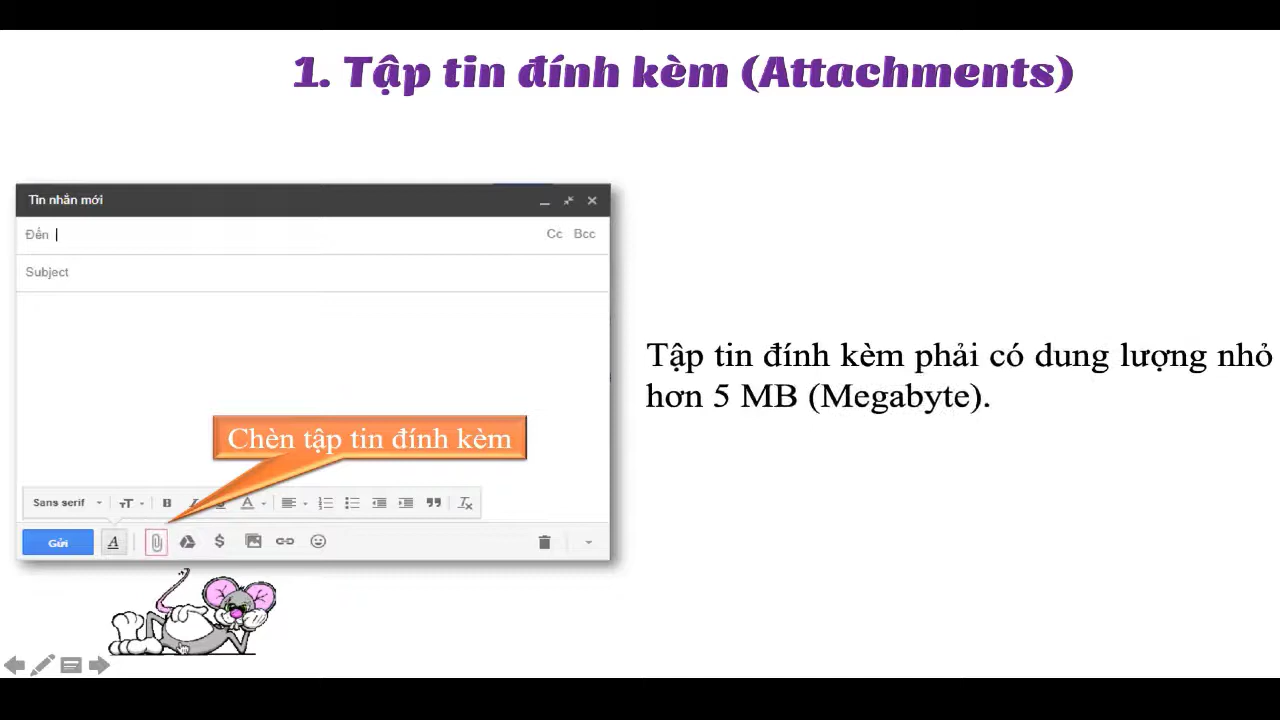 1. Tập tin đính kèm (Attachments)
Tin nhắn mới
Đến
Cc Bcc
Subject
Tập tin đính kèm phải có dung lượng nhỏ
hơn 5 MB (Megabyte).
Chèn tập tin đính kèm
Sans serif
Gửi